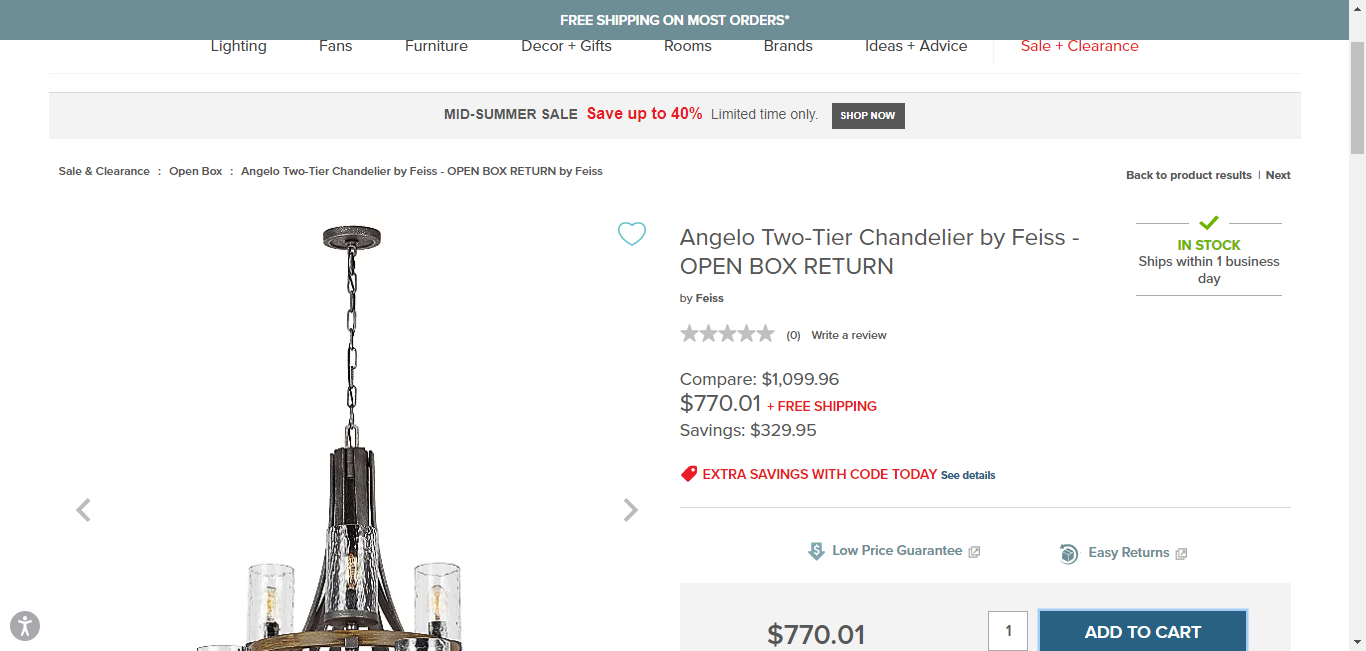 FREE SHIPPING ON MOST ORDERS*
Lighting Fans Furniture Decor + Gifts Rooms Brands Ideas + Advice Sale + Clearance
MID-SUMMER SALE Save up to 40% Limited time only. SHOP NOW
Sale & Clearance : Open Box : Angelo Two-Tier Chandelier by Feiss - OPEN BOX RETURN by Feiss
Back to product results | Next
Angelo Two-Tier Chandelier by Feiss -
OPEN BOX RETURN
by Feiss
(0) Write a review
IN STOCK
Ships within 1 business
day
Compare: $1,099.96
$770.01 + FREE SHIPPING
Savings: $329.95
EXTRA SAVINGS WITH CODE TODAY See details
Low Price Guarantee
Easy Returns
$770.01 1 ADD TO CART